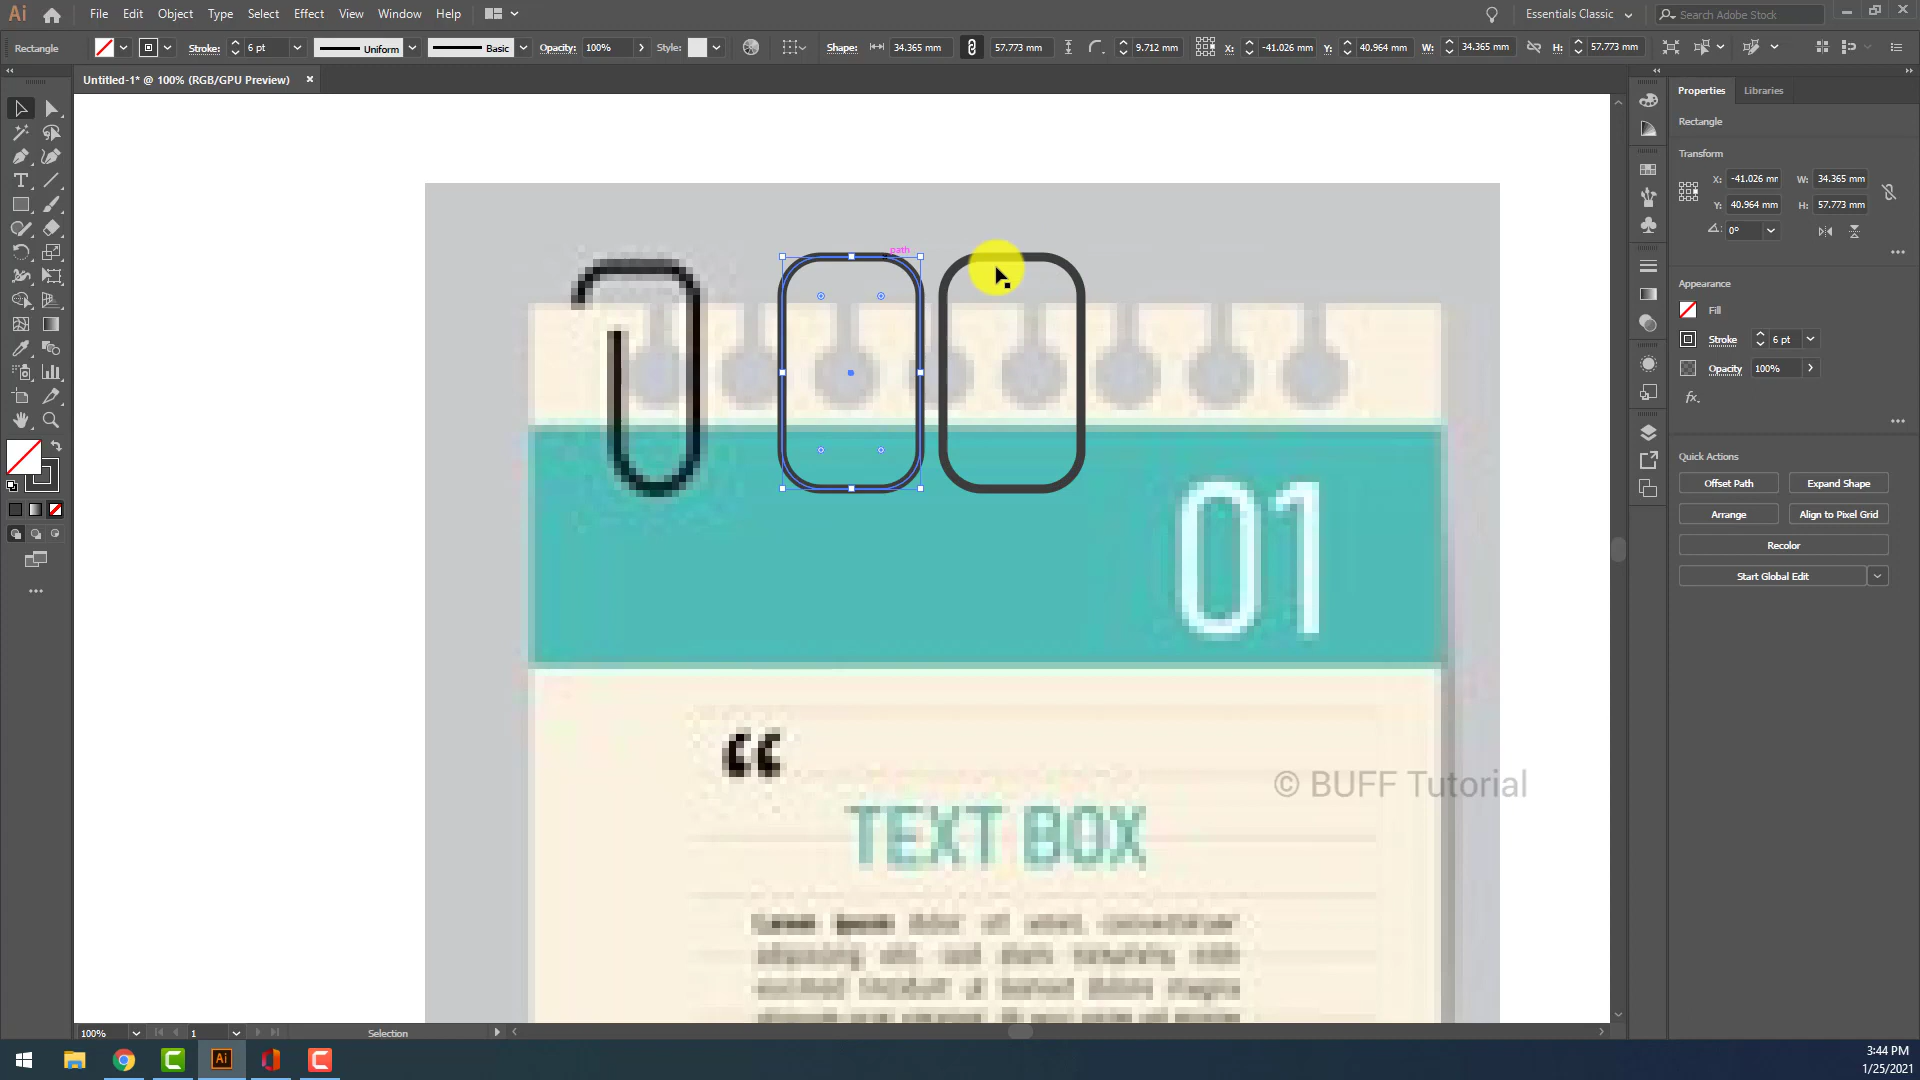 Ai File Edit Object Type Select Effect View Window Help Essentials Classic Search Adobe Stock
Rectangle Stroke: 6 pt Uniform Basic Opacity: 100% Style: Shape: 34.365 mm 57.773 mm 9.712 mm X: -41.026 mm Y: 40.964 mm W: 34.365 mm H: 57.773 mm
Untitled-1* @ 100% (RGB/GPU Preview)
Properties Libraries
Rectangle
Transform
X: -41.026 mr W: 34.365 mm
Y: 40.964 mm H: 57.773 mm
0°
Appearance
Fill
Stroke 6 pt
Opacity 100%
fx.
Quick Actions
Offset Path Expand Shape
Arrange Align to Pixel Grid
Recolor
Start Global Edit
path
01
“
© BUFF Tutorial
TEXT BOX
100% 1 Selection
Ai
3:44 PM
1/25/2021